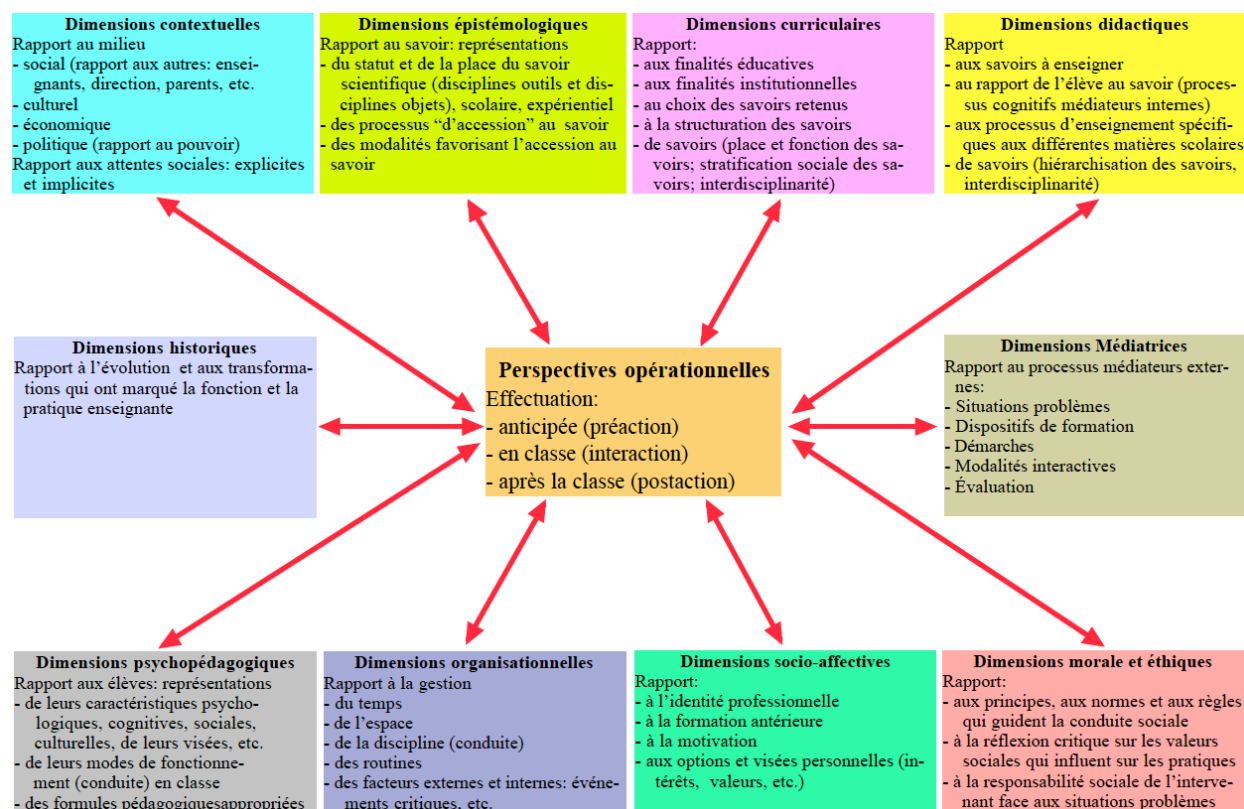 Dimensions contextuelles
Rapport au milieu
- social (rapport aux autres: ensei-
gnants, direction, parents, etc.
- culturel
- économique
- politique (rapport au pouvoir)
Rapport aux attentes sociales: explicites
et implicites
Dimensions épistémologiques
Rapport au savoir: représentations
- du statut et de la place du savoir
scientifique (disciplines outils et dis-
ciplines objets), scolaire, expérientiel
- des processus “d’accession” au savoir
- des modalités favorisant l’accession au
savoir
Dimensions curriculaires
Rapport:
- aux finalités éducatives
- aux finalités institutionnelles
- au choix des savoirs retenus
- à la structuration des savoirs
- de savoirs (place et fonction des sa-
voirs; stratification sociale des sa-
voirs; interdisciplinarité)
Dimensions didactiques
Rapport
- aux savoirs à enseigner
- au rapport de l’élève au savoir (proces-
sus cognitifs médiateurs internes)
- aux processus d’enseignement spécifi-
ques aux différentes matières scolaires
- de savoirs (hiérarchisation des savoirs,
interdisciplinarité)
Dimensions historiques
Rapport à l’évolution et aux transforma-
tions qui ont marqué la fonction et la
pratique enseignante
Perspectives opérationnelles
Effectuation:
- anticipée (préaction)
- en classe (interaction)
- après la classe (postaction)
Dimensions Médiatrices
Rapport au processus médiateurs exter-
nes:
- Situations problèmes
- Dispositifs de formation
- Démarches
- Modalités interactives
- Évaluation
Dimensions psychopédagogiques
Rapport aux élèves: représentations
- de leurs caractéristiques psycho-
logiques, cognitives, sociales,
culturelles, de leurs visées, etc.
- de leurs modes de fonctionne-
ment (conduite) en classe
- des formules pédagogiquesappropriées
Dimensions organisationnelles
Rapport à la gestion
- du temps
- de l’espace
- de la discipline (conduite)
- des routines
- des facteurs externes et internes: événe-
ments critiques, etc.
Dimensions socio-affectives
Rapport:
- à l’identité professionnelle
- à la formation antérieure
- à la motivation
- aux options et visées personnelles (in-
térêts, valeurs, etc.)
Dimensions morale et éthiques
Rapport:
- aux principes, aux normes et aux règles
qui guident la conduite sociale
- à la réflexion critique sur les valeurs
sociales qui influent sur les pratiques
- à la responsabilité sociale de l’interve-
nant face aux situations problèmes